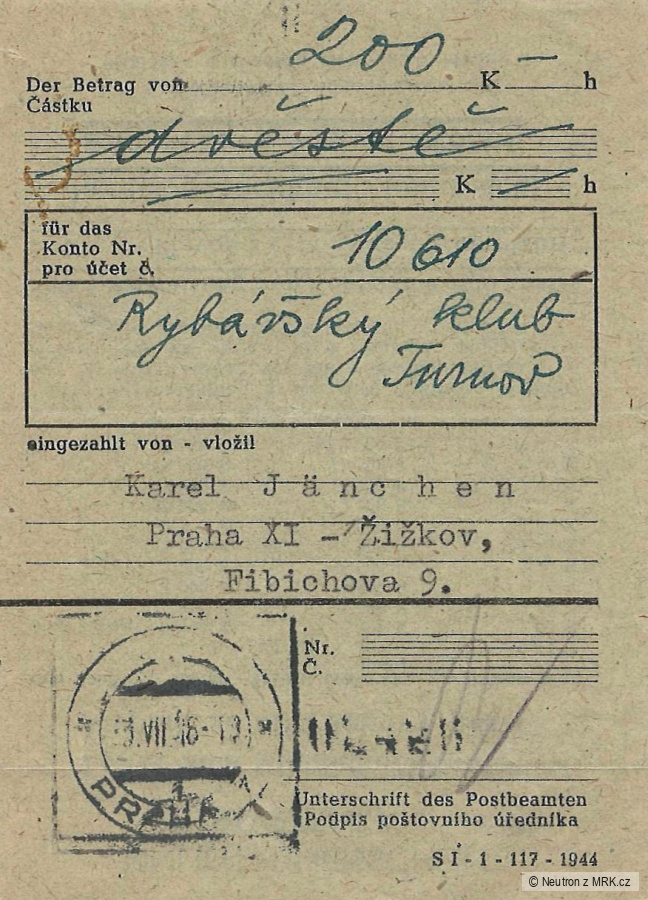 200 —
Der Betrag von K h
Částku
dvěstě
K h
für das
Konto Nr.
pro účet č.
10 610
Rybářský klub
Turnov
eingezahlt von - vložil
Karel Jänchen
Praha XI - Žižkov,
Fibichova 9.
Nr.
Č.
VII
PRAHA
Unterschrift des Postbeamten
Podpis poštovního úředníka
S I - 1 - 117 - 1944
© Neutron z MRK.cz